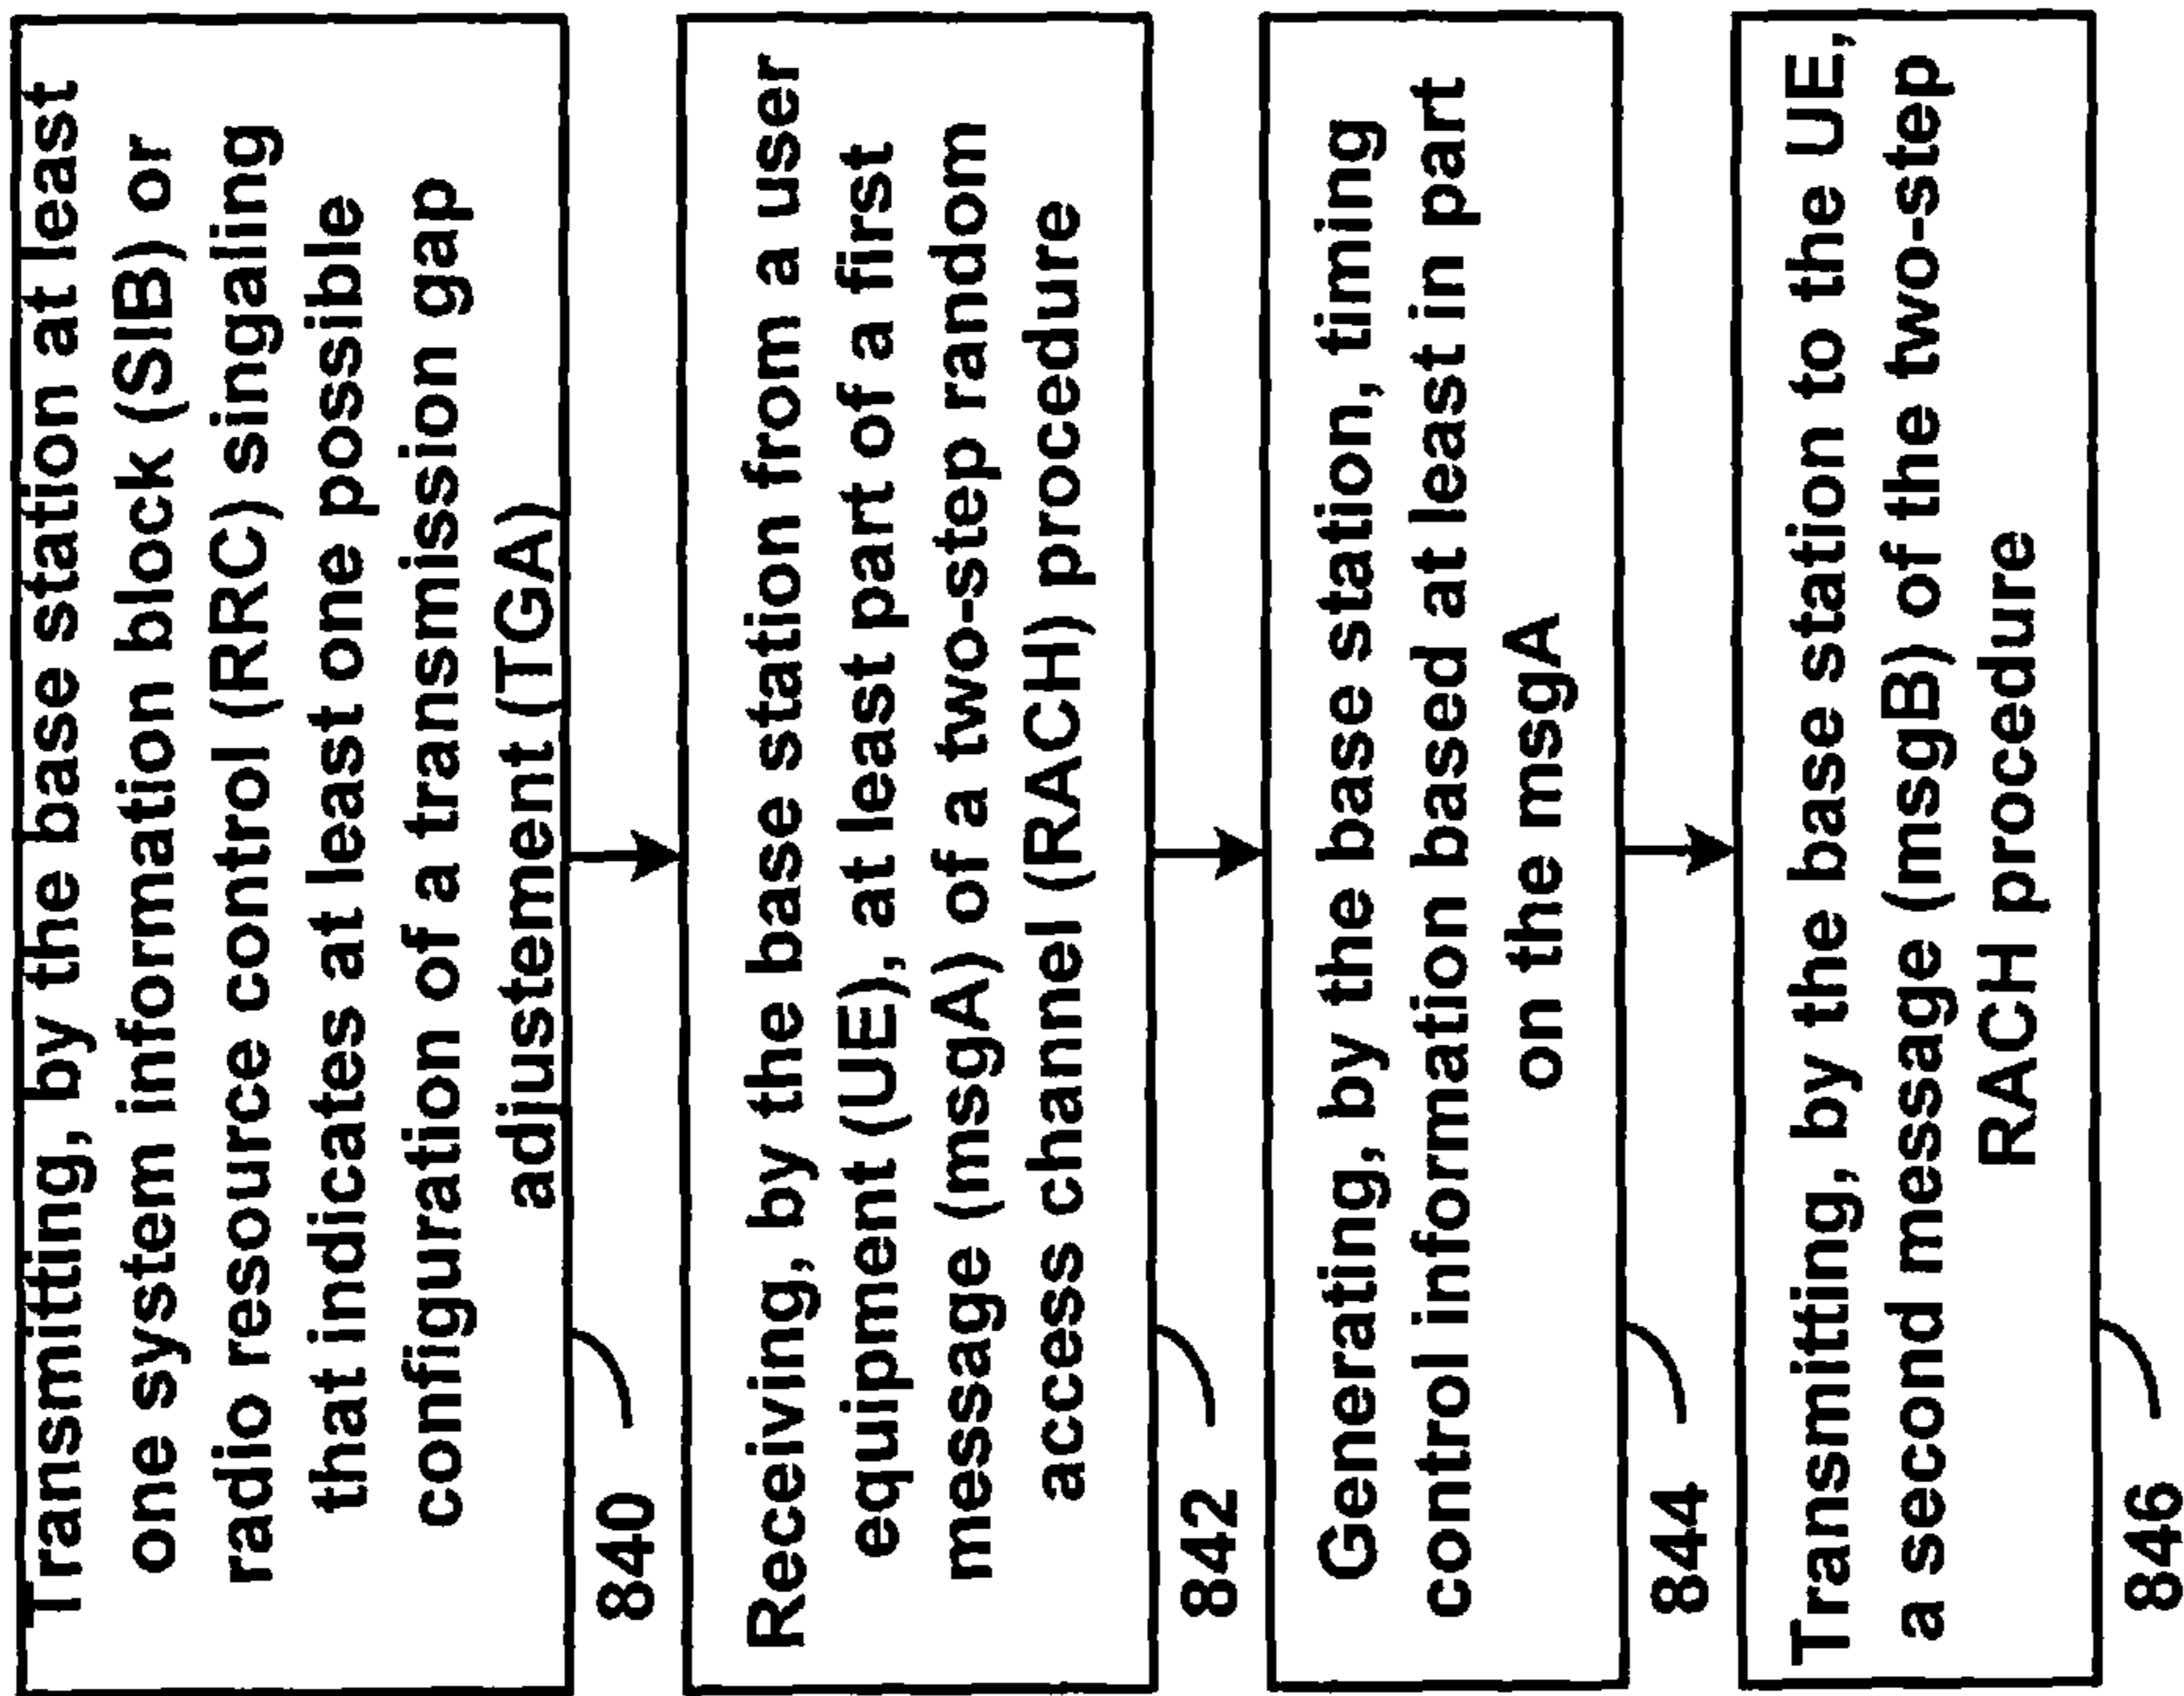 Transmitting, by the base station at least
one system information block (SIB) or
radio resource control (RRC) singaling
that indicates at least one possible
configuration of a transmission gap
adjustement (TGA)
840
Receiving, by the base station from a user
equipment (UE), at least part of a first
message (msgA) of a two-step random
access channel (RACH) procedure
842
Generating, by the base station, timing
control information based at least in part
on the msgA
844
Transmitting, by the base station to the UE,
a second message (msgB) of the two-step
RACH procedure
846